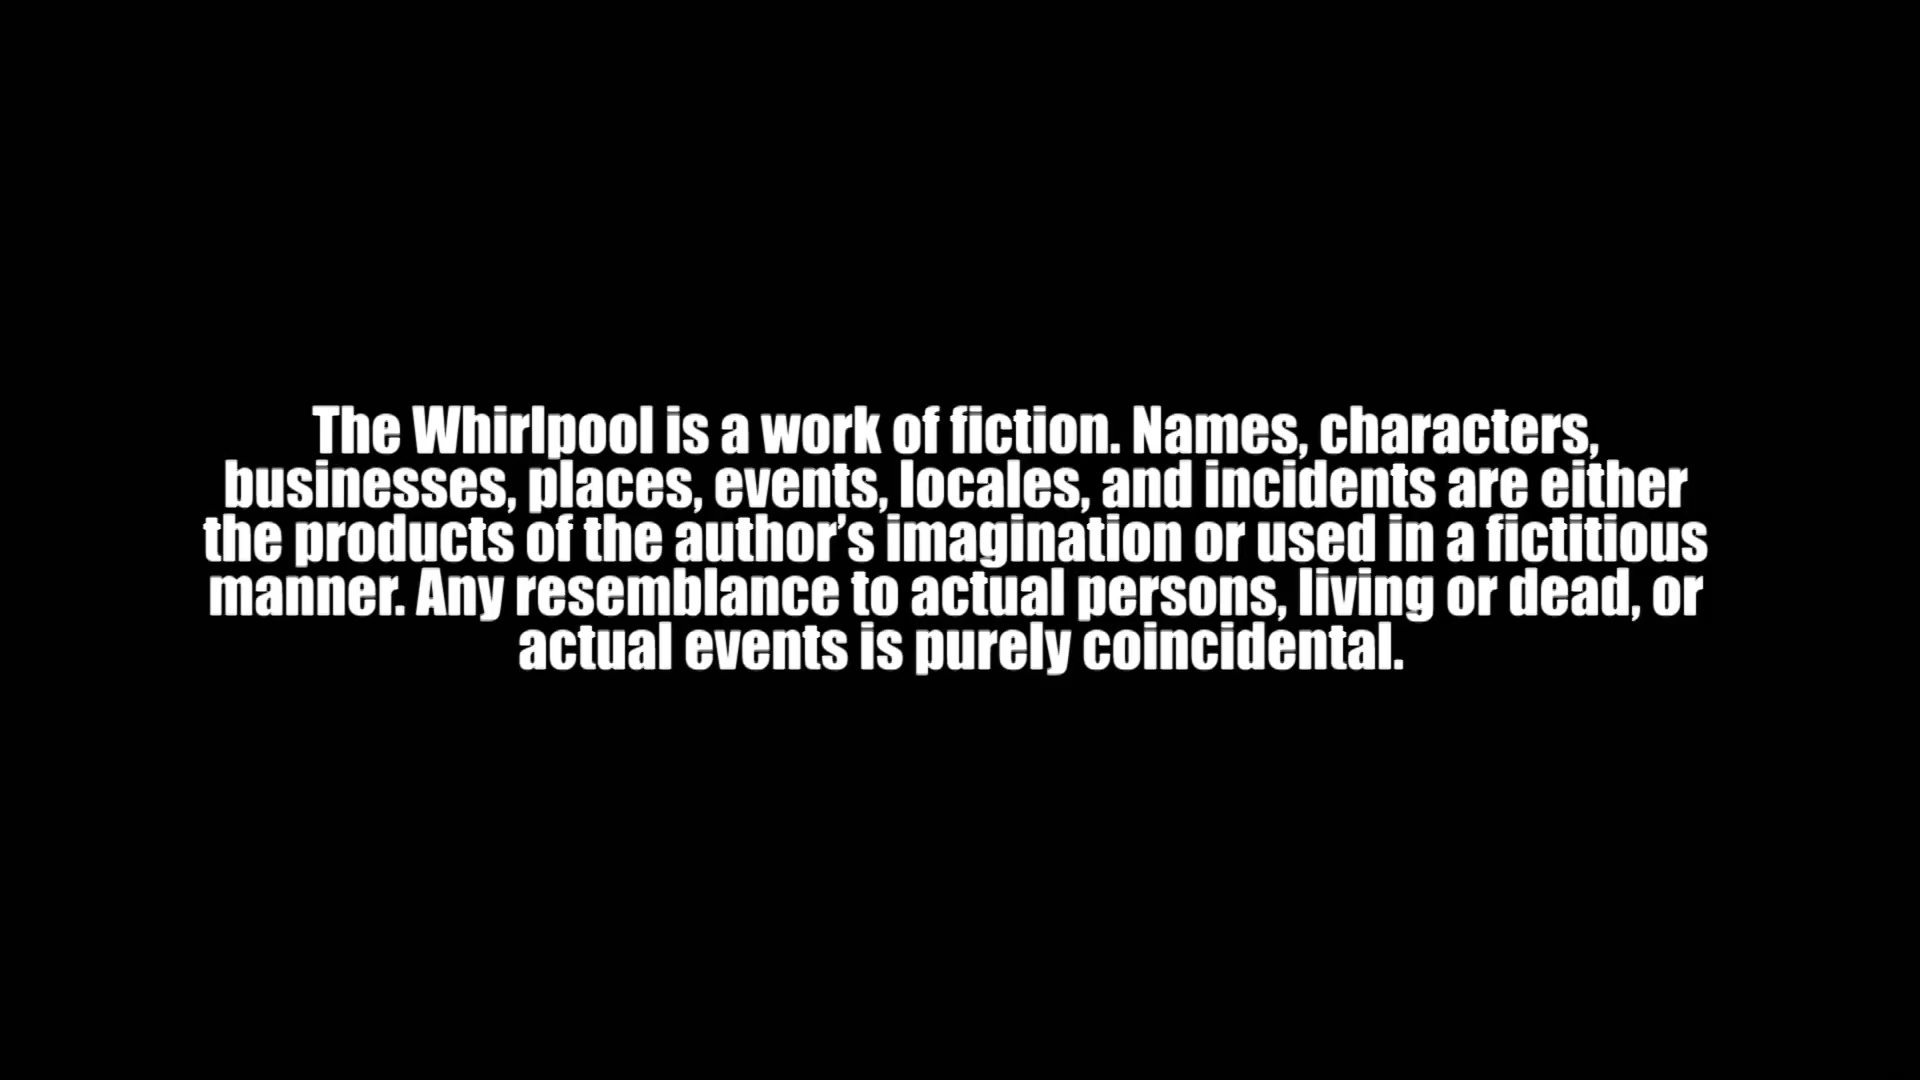 The Whirlpool is a work of fiction. Names, characters,
businesses, places, events, locales, and incidents are either
the products of the author’s imagination or used in a fictitious
manner. Any resemblance to actual persons, living or dead, or
actual events is purely coincidental.